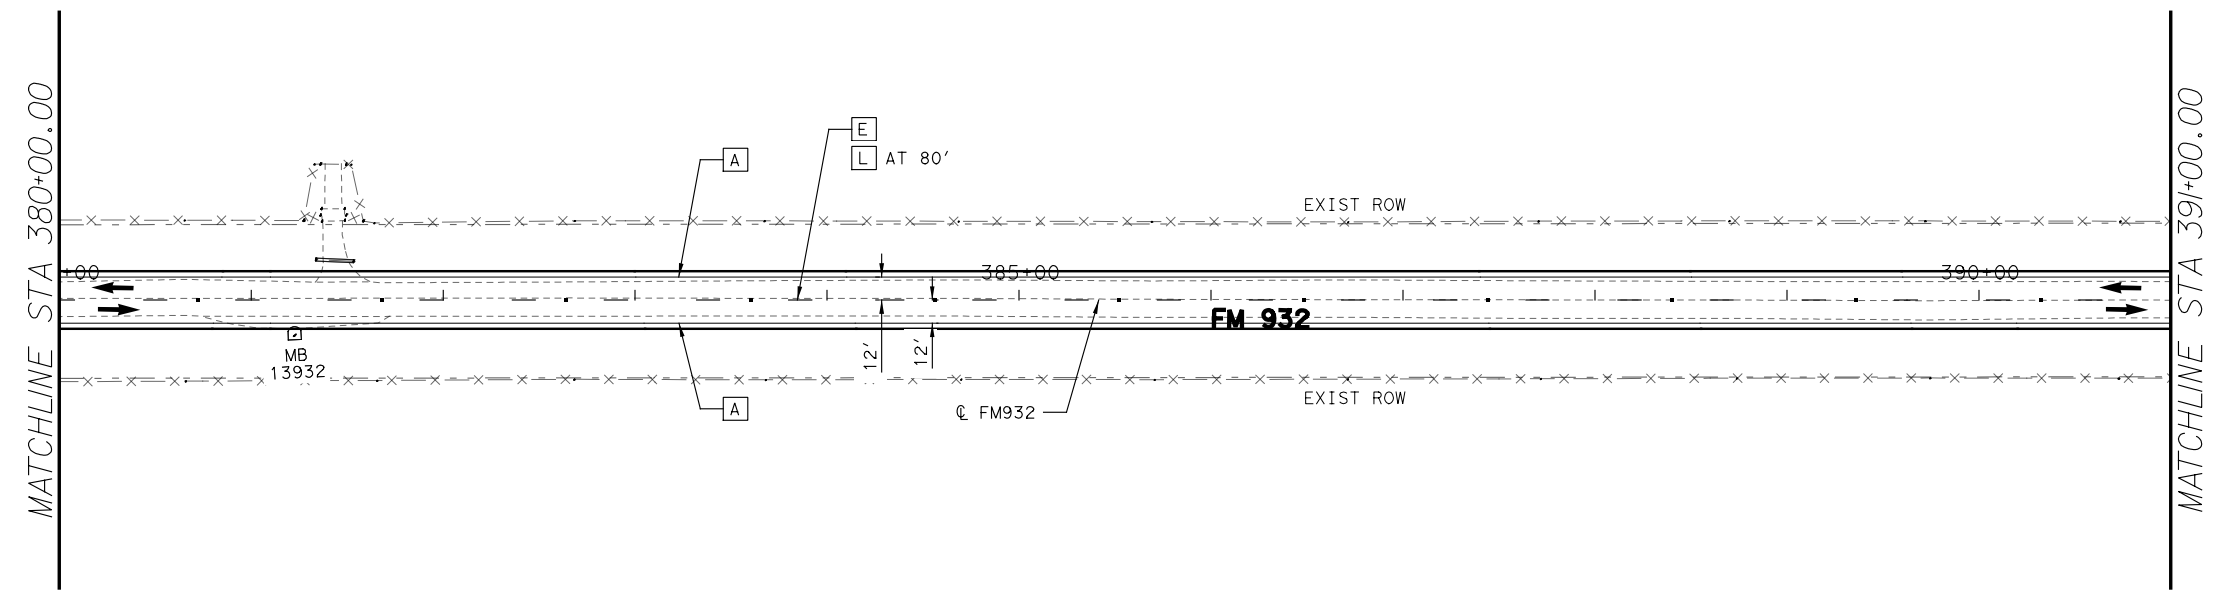 MATCHLINE STA 380+00.00
E
A
L AT 80'
EXIST ROW
+00
385+00
390+00
FM 932
MB
13932
12'
12'
A
℄ FM932
EXIST ROW
MATCHLINE STA 391+00.00